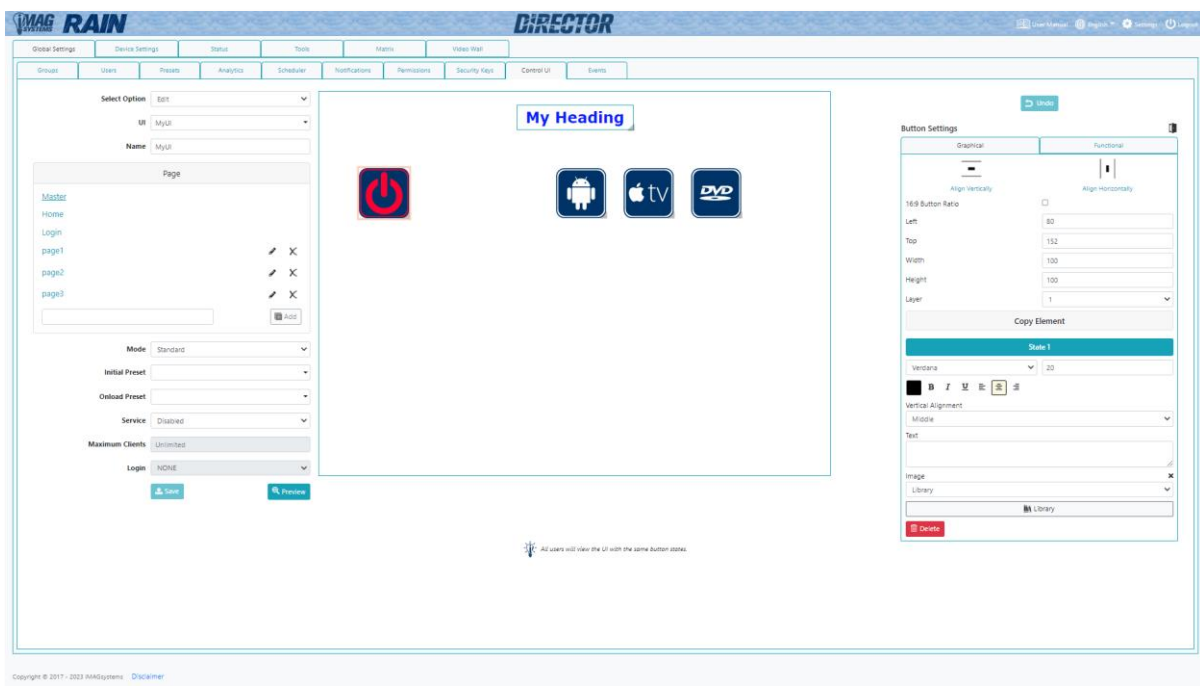 IMAG SYSTEMS RAIN
DiRECTOR
User Manual English Settings Logout
Global Settings Device Settings Status Tools Matrix Video Wall
Groups Users Presets Analytics Scheduler Notifications Permissions Security Keys Control UI Events
Select Option Edit
UI MyUI
Name MyUI
Page
Master
Home
Login
page1
page2
page3
Add
Mode Standard
Initial Preset
Onload Preset
Service Disabled
Maximum Clients Unlimited
Login NONE
Save Preview
My Heading
tv DVD
All users will view the UI with the same button states.
Undo
Button Settings
Graphical Functional
Align Vertically Align Horizontally
16:9 Button Ratio
Left 80
Top 152
Width 100
Height 100
Layer 1
Copy Element
State 1
Verdana 20
B I U
Vertical Alignment
Middle
Text
Image
Library
Library
Delete
Copyright © 2017 - 2023 IMAGsystems Disclaimer